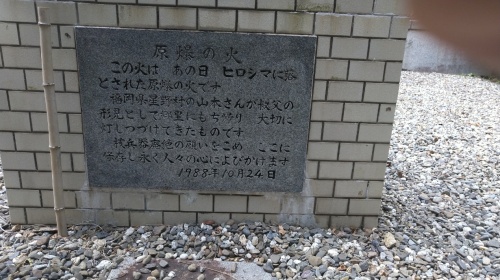 原爆の火
この火は あの日 ヒロシマに落
とされた原爆の火です
福岡県星野村の山本さんが叔父の
形見として郷里にもち帰り 大切に
灯しつづけてきたものです
核兵器廃絶の願いをこめ ここに
保存し永く人々の心によびかけます
1988年10月24日